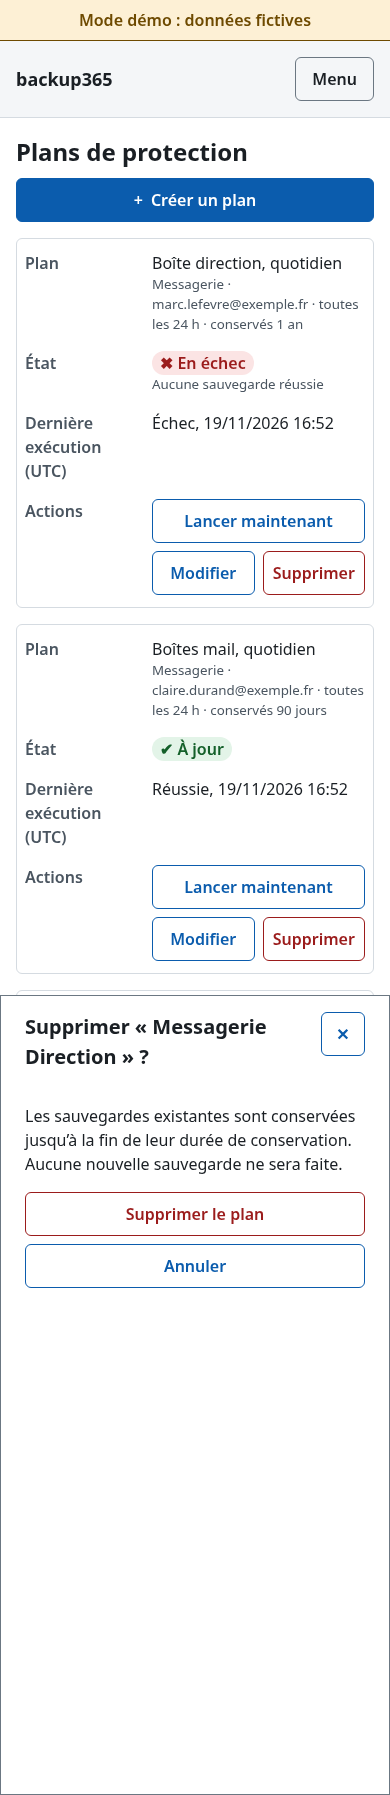 Mode démo : données fictives
backup365
Menu
Plans de protection
+ Créer un plan
Plan
Boîte direction, quotidien
Messagerie ·
marc.lefevre@exemple.fr · toutes
les 24 h · conservés 1 an
État
✖ En échec
Aucune sauvegarde réussie
Dernière
exécution
(UTC)
Échec, 19/11/2026 16:52
Actions
Lancer maintenant
Modifier
Supprimer
Plan
Boîtes mail, quotidien
Messagerie ·
claire.durand@exemple.fr · toutes
les 24 h · conservés 90 jours
État
✔ À jour
Dernière
exécution
(UTC)
Réussie, 19/11/2026 16:52
Actions
Lancer maintenant
Modifier
Supprimer
Supprimer « Messagerie
Direction » ?
×
Les sauvegardes existantes sont conservées
jusqu’à la fin de leur durée de conservation.
Aucune nouvelle sauvegarde ne sera faite.
Supprimer le plan
Annuler